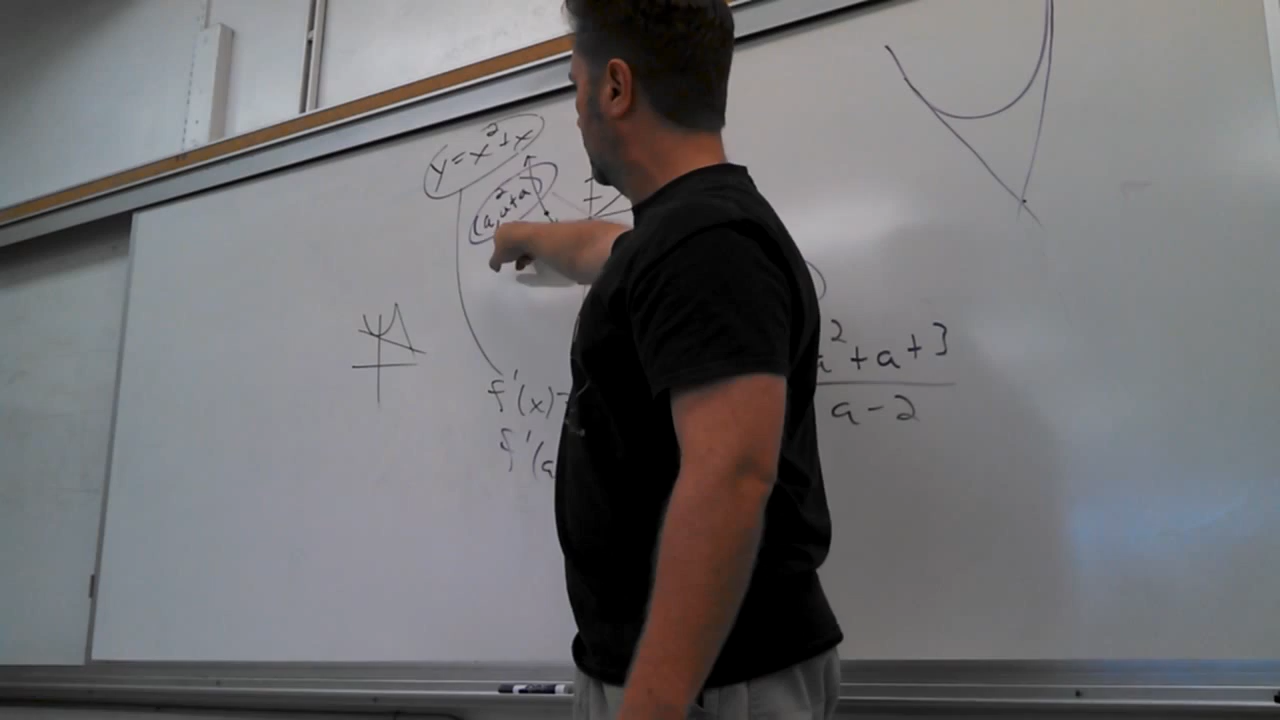 y = x² + x
(a, a² + a)
f'(x) =
f'(a
a² + a + 3
a - 2